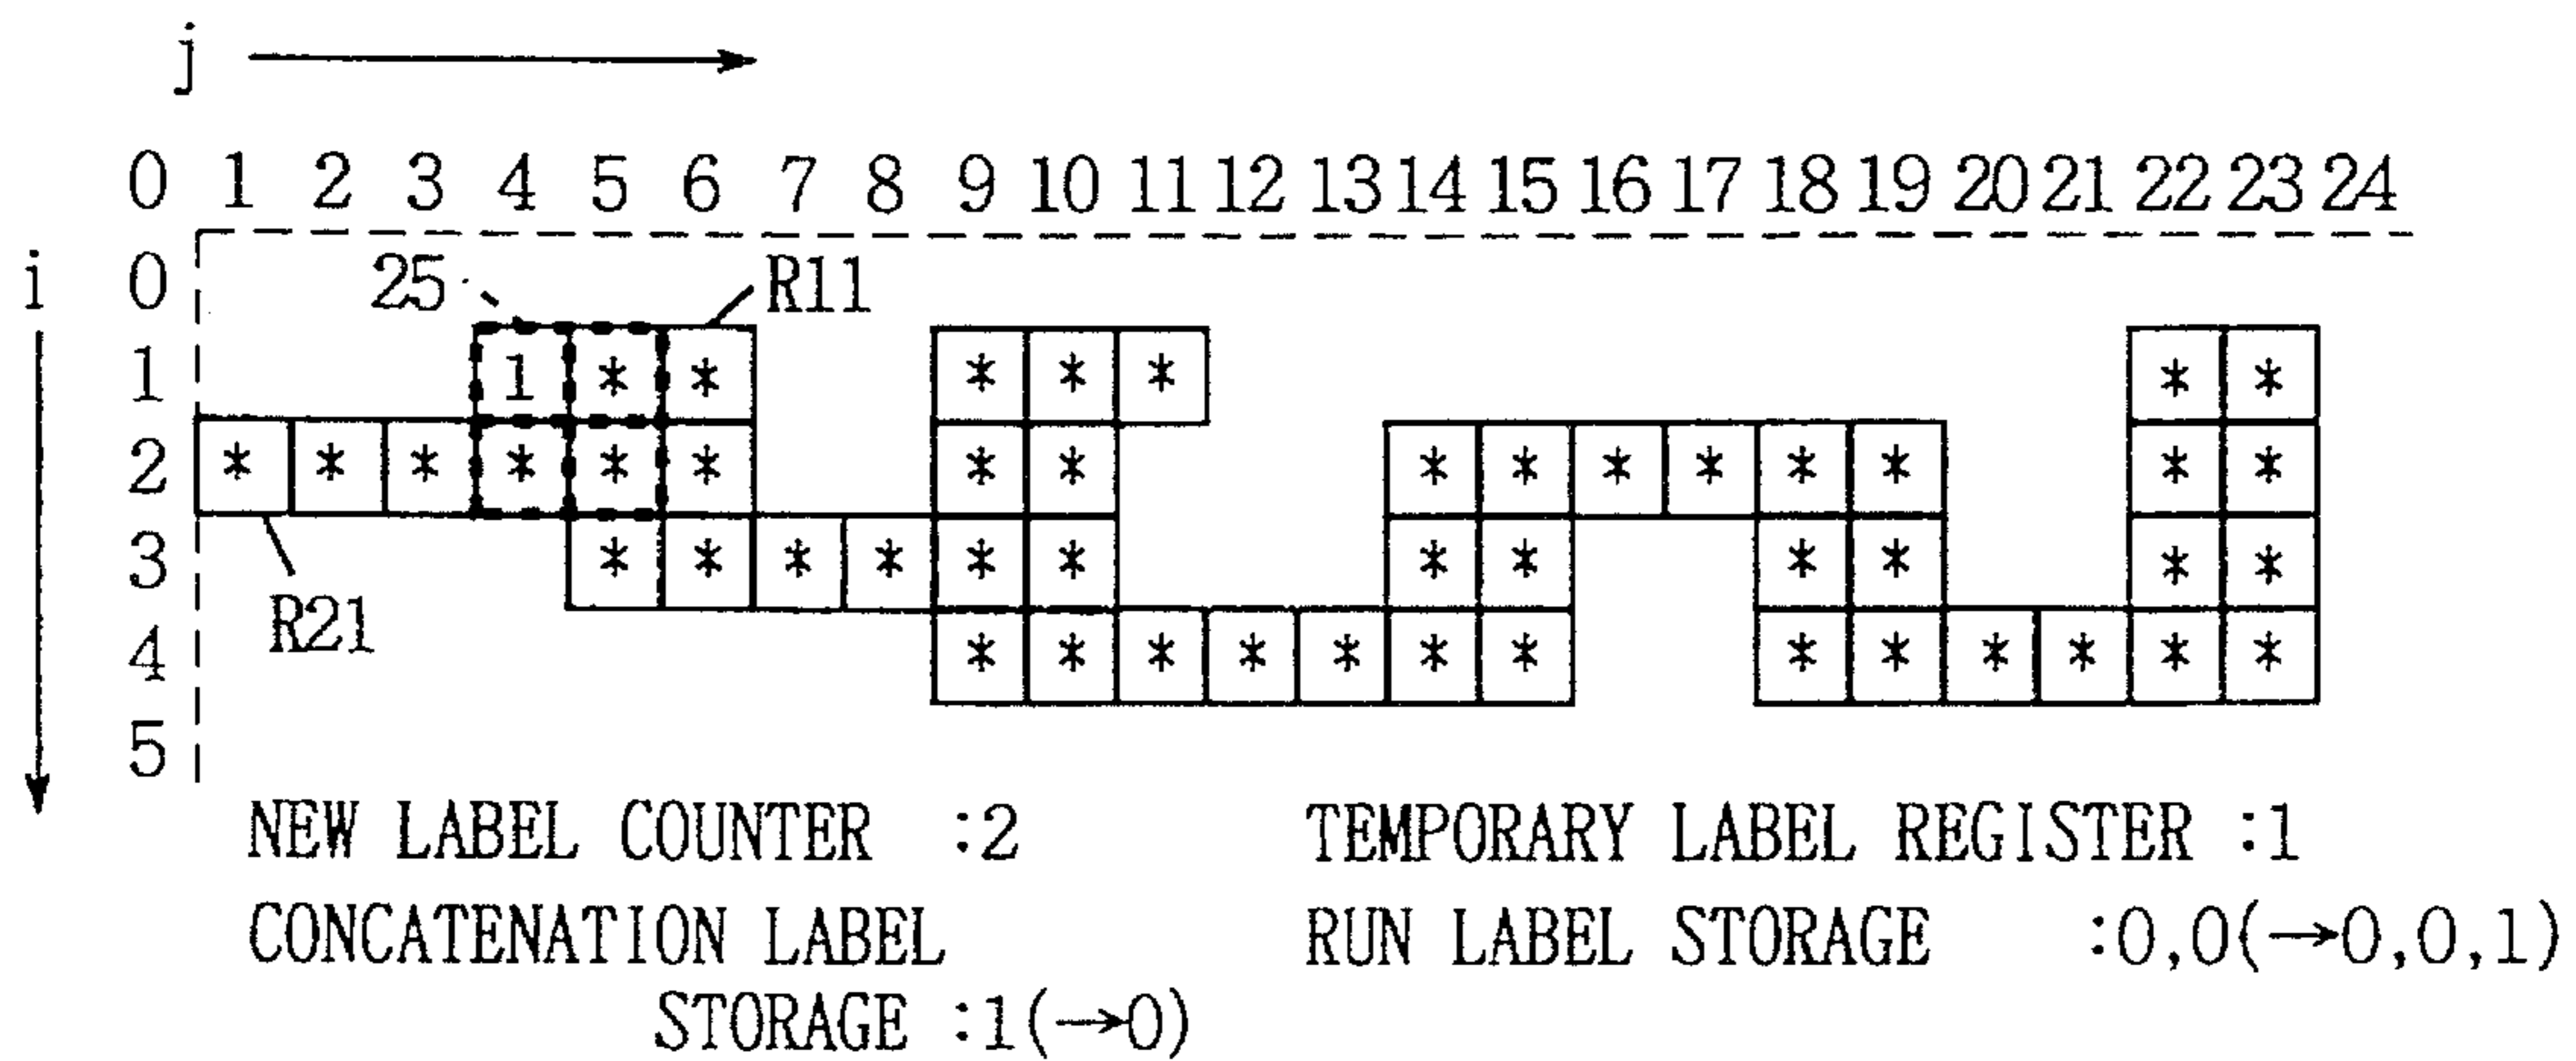 j
0 1 2 3 4 5 6 7 8 9 10 11 12 13 14 15 16 17 18 19 20 21 22 23 24
i 0 25 R11
1 1 * * * * * * *
2 * * * * * * * * * * * * * * * *
3 * * * * * * * * * * * *
R21
4 * * * * * * * * * * * * *
5
NEW LABEL COUNTER :2 TEMPORARY LABEL REGISTER :1
CONCATENATION LABEL RUN LABEL STORAGE :0,0(→0,0,1)
STORAGE :1(→0)